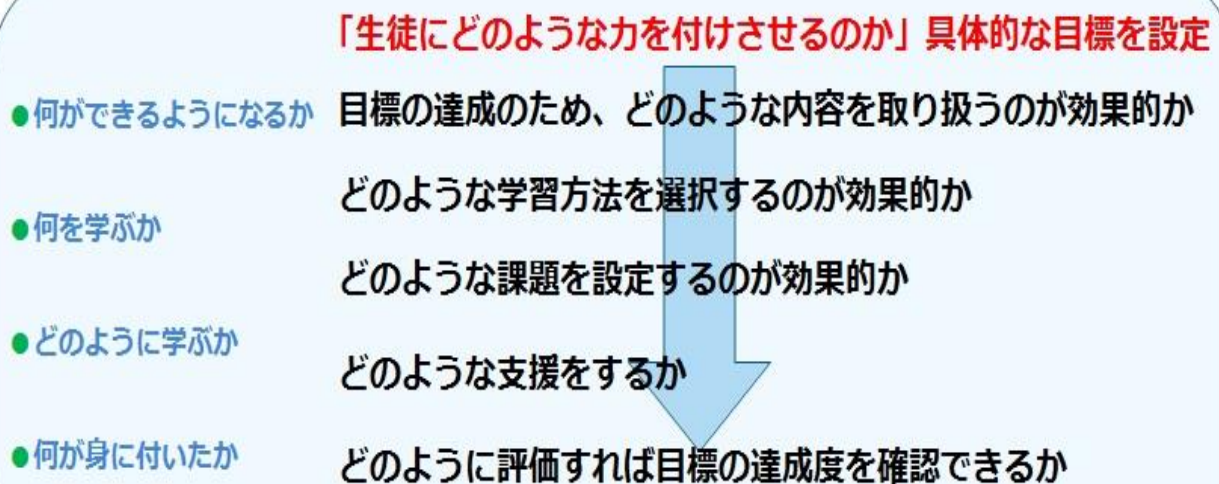 「生徒にどのような力を付けさせるのか」具体的な目標を設定
●何ができるようになるか
目標の達成のため、どのような内容を取り扱うのが効果的か
どのような学習方法を選択するのが効果的か
●何を学ぶか
どのような課題を設定するのが効果的か
●どのように学ぶか
どのような支援をするか
●何が身に付いたか
どのように評価すれば目標の達成度を確認できるか